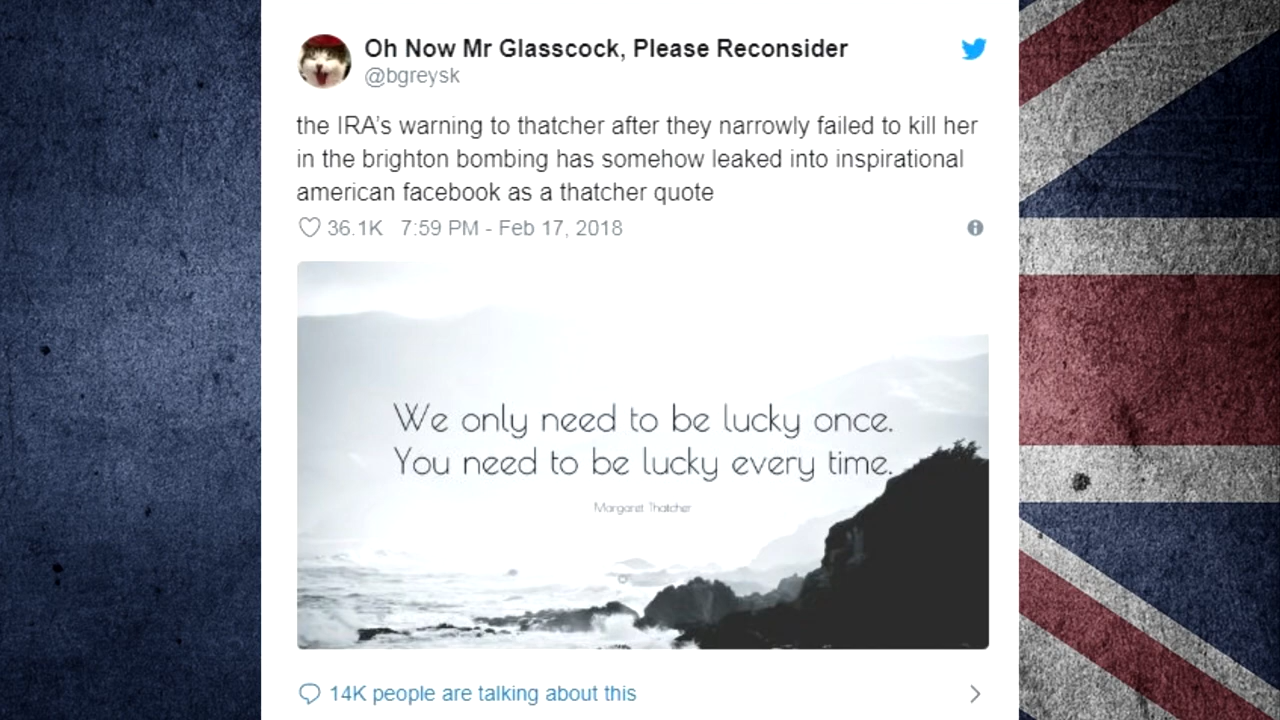 Oh Now Mr Glasscock, Please Reconsider
@bgreysk
the IRA's warning to thatcher after they narrowly failed to kill her
in the brighton bombing has somehow leaked into inspirational
american facebook as a thatcher quote
36.1K 7:59 PM - Feb 17, 2018
We only need to be lucky once.
You need to be lucky every time.
Margaret Thatcher
14K people are talking about this